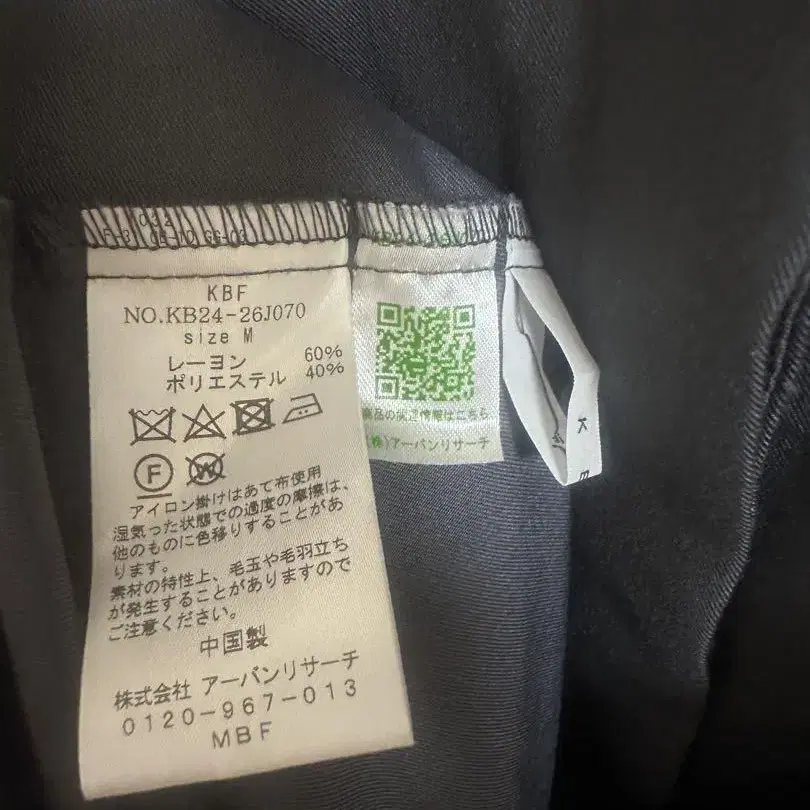 KBF
NO.KB24-26J070
size M
レーヨン 60%
ポリエステル 40%
F
W
アイロン掛けはあて布使用
湿気った状態での過度の摩擦は、
他のものに色移りすることがあ
ります。
素材の特性上、毛玉や毛羽立ち
が発生することがありますので
ご注意ください。
中国製
株式会社 アーバンリサーチ
0120-967-013
MBF
(株)アーバンリサーチ
K